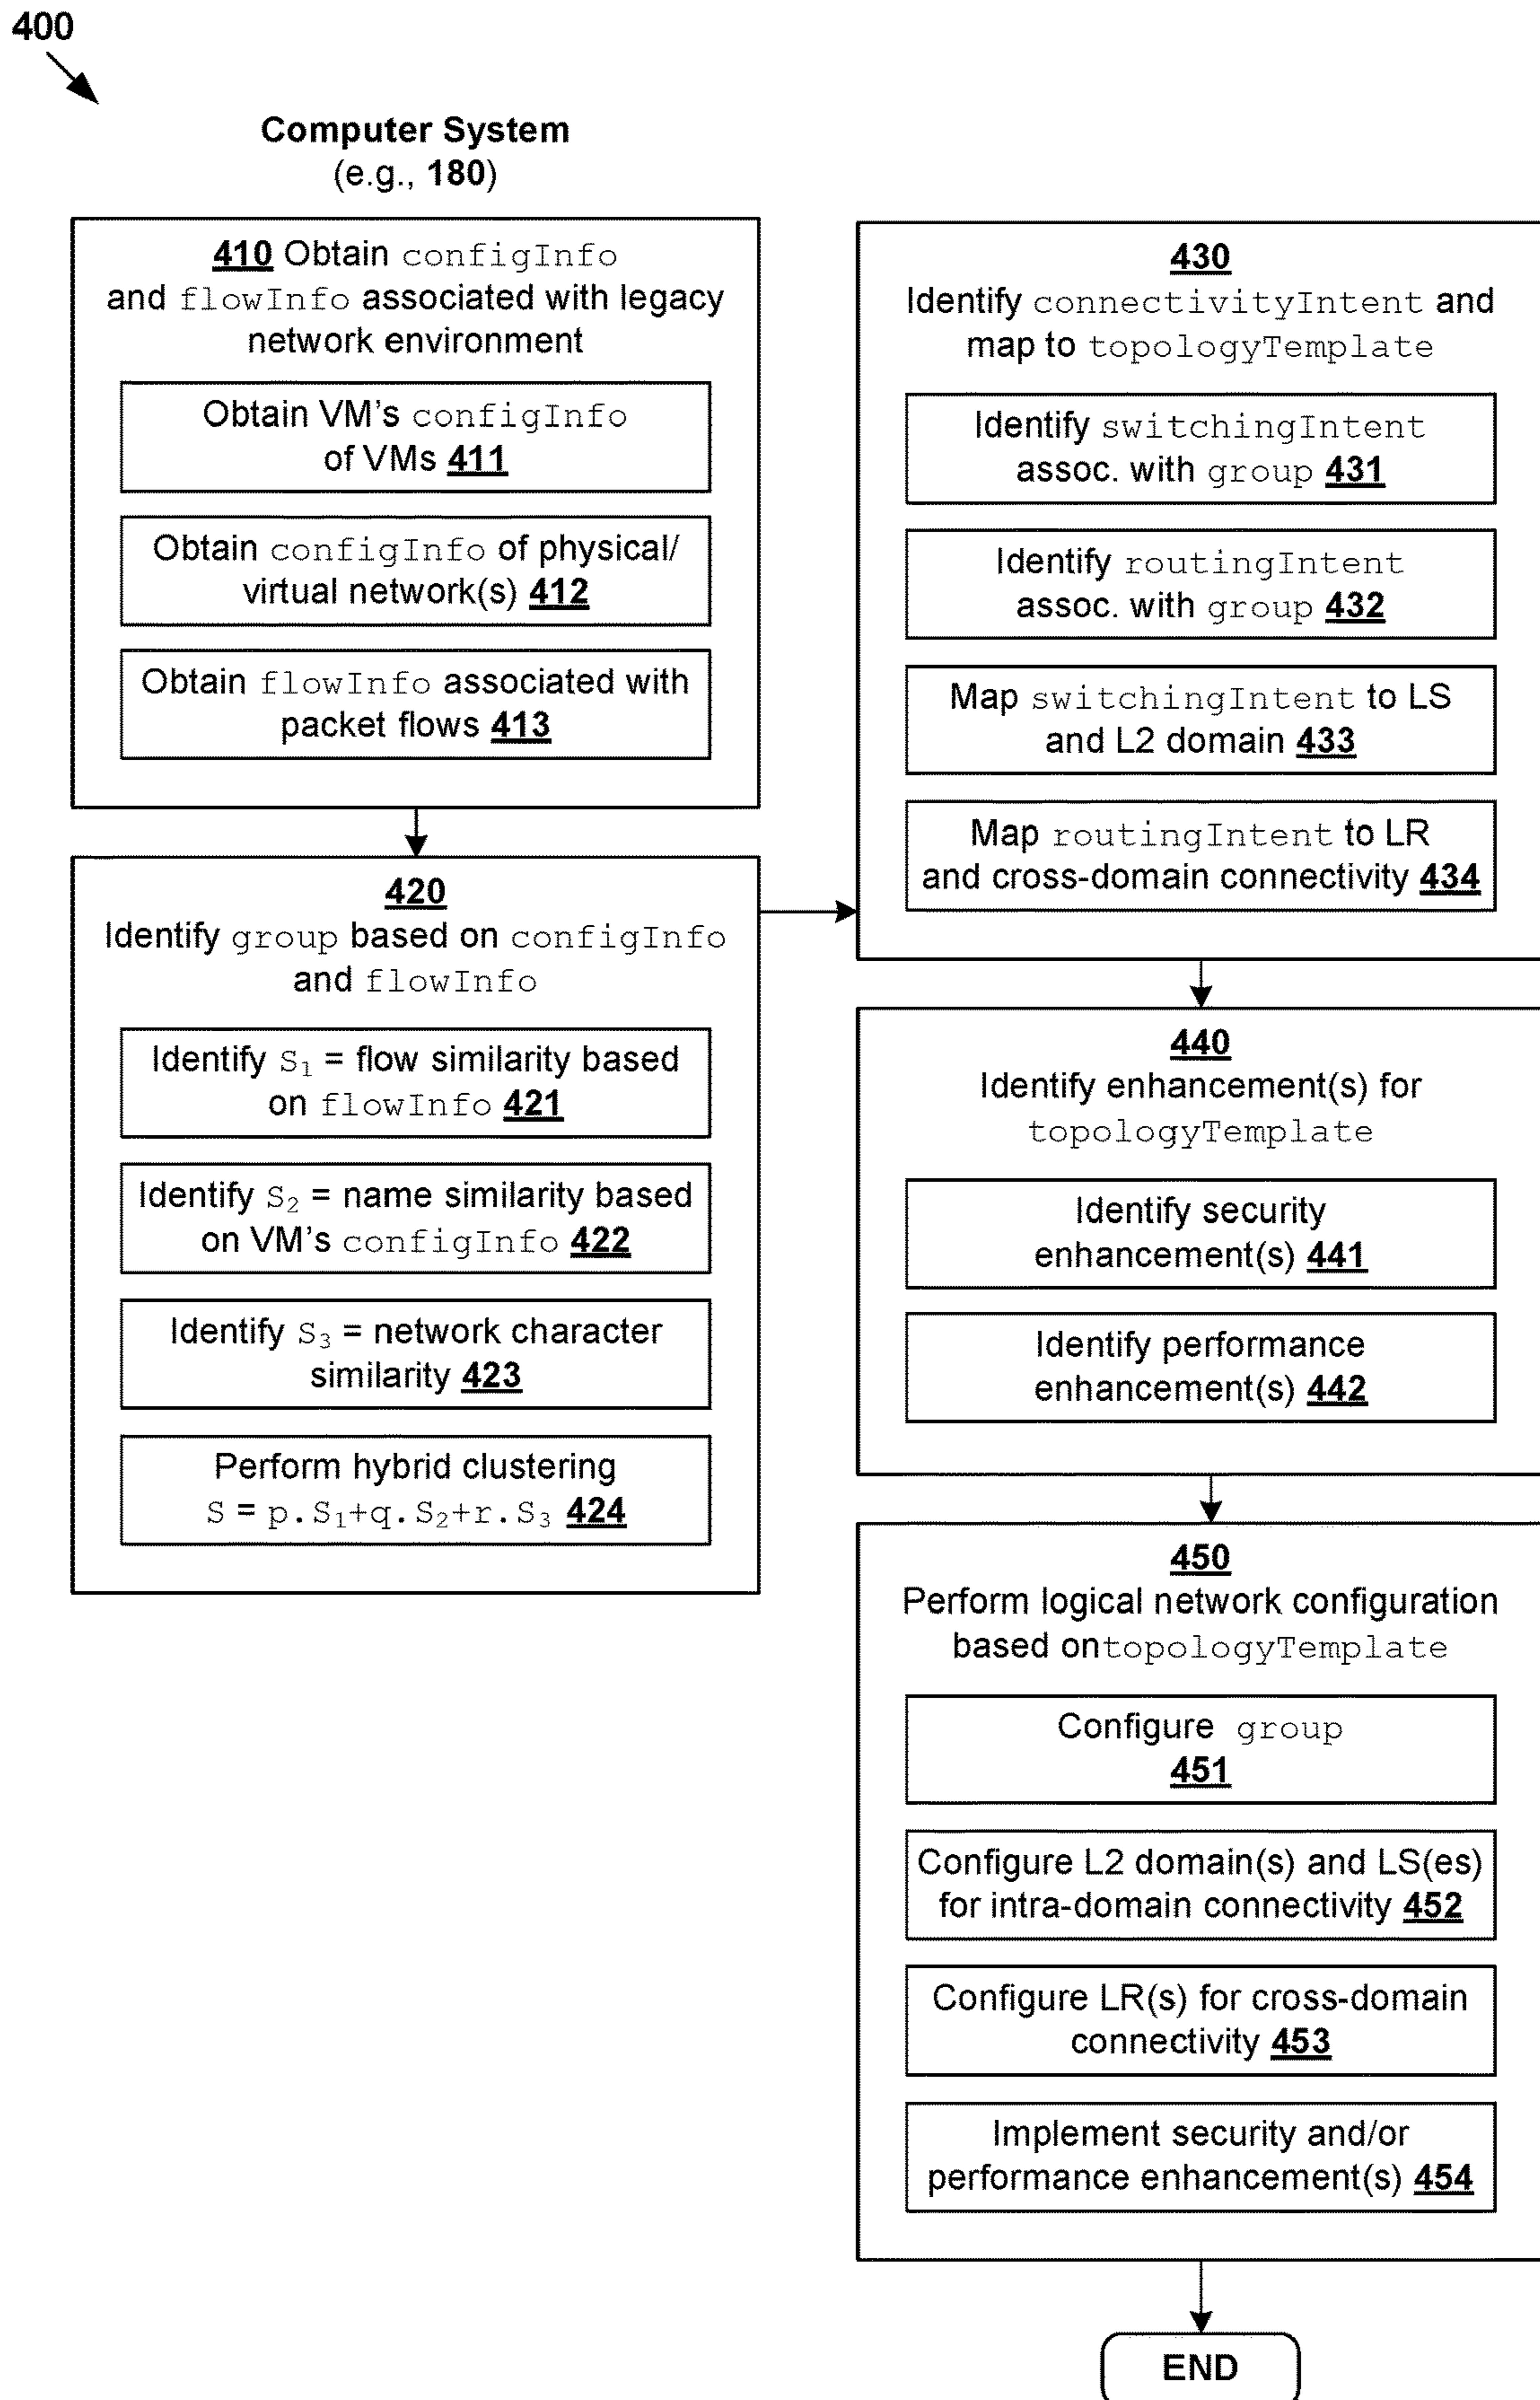 400
Computer System
(e.g., 180)
410 Obtain configInfo
and flowInfo associated with legacy
network environment
Obtain VM's configInfo
of VMs 411
Obtain configInfo of physical/
virtual network(s) 412
Obtain flowInfo associated with
packet flows 413
420
Identify group based on configInfo
and flowInfo
Identify S₁ = flow similarity based
on flowInfo 421
Identify S₂ = name similarity based
on VM's configInfo 422
Identify S₃ = network character
similarity 423
Perform hybrid clustering
S = p.S₁+q.S₂+r.S₃ 424
430
Identify connectivityIntent and
map to topologyTemplate
Identify switchingIntent
assoc. with group 431
Identify routingIntent
assoc. with group 432
Map switchingIntent to LS
and L2 domain 433
Map routingIntent to LR
and cross-domain connectivity 434
440
Identify enhancement(s) for
topologyTemplate
Identify security
enhancement(s) 441
Identify performance
enhancement(s) 442
450
Perform logical network configuration
based ontopologyTemplate
Configure group
451
Configure L2 domain(s) and LS(es)
for intra-domain connectivity 452
Configure LR(s) for cross-domain
connectivity 453
Implement security and/or
performance enhancement(s) 454
END